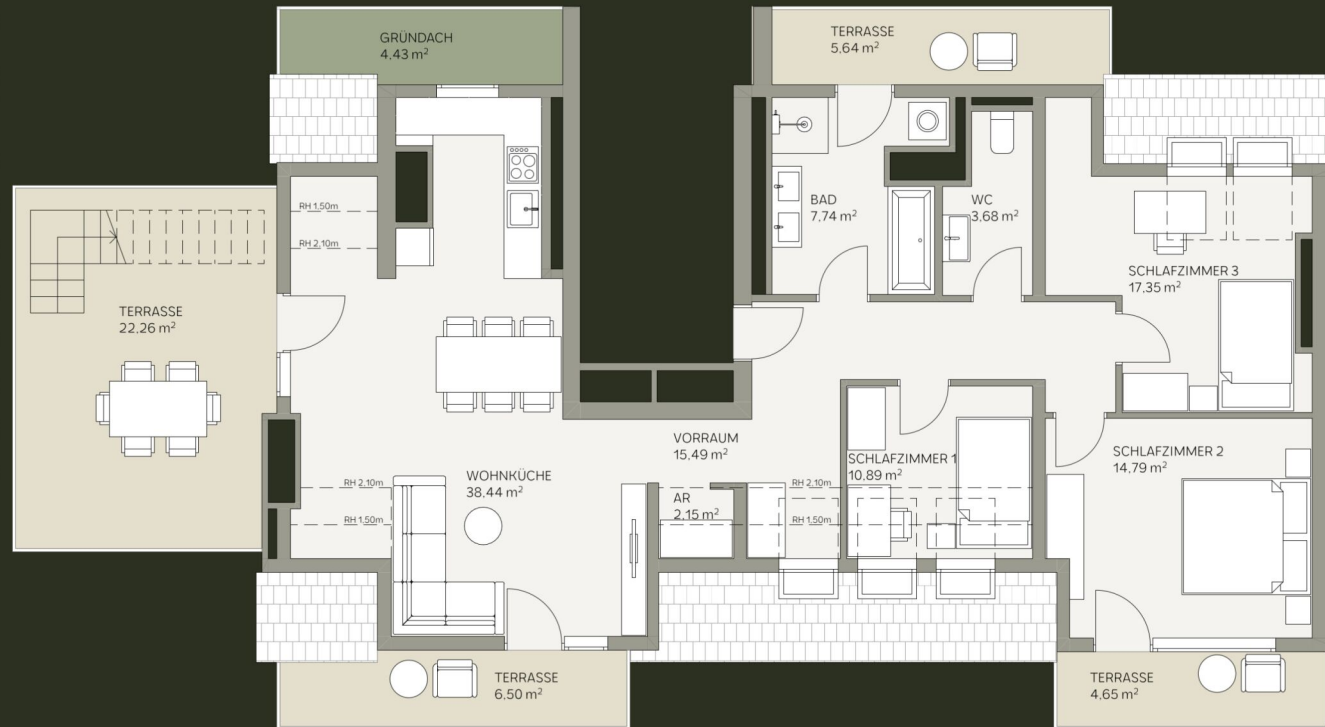 GRÜNDACH
4,43 m²
TERRASSE
5,64 m²
RH 1,50m
RH 2,10m
BAD
7,74 m²
WC
3,68 m²
SCHLAFZIMMER 3
17,35 m²
TERRASSE
22,26 m²
VORRAUM
15,49 m²
WOHNKÜCHE
38,44 m²
SCHLAFZIMMER 1
10,89 m²
SCHLAFZIMMER 2
14,79 m²
RH 2,10m
RH 1,50m
AR
2,15 m²
RH 2,10m
RH 1,50m
TERRASSE
6,50 m²
TERRASSE
4,65 m²